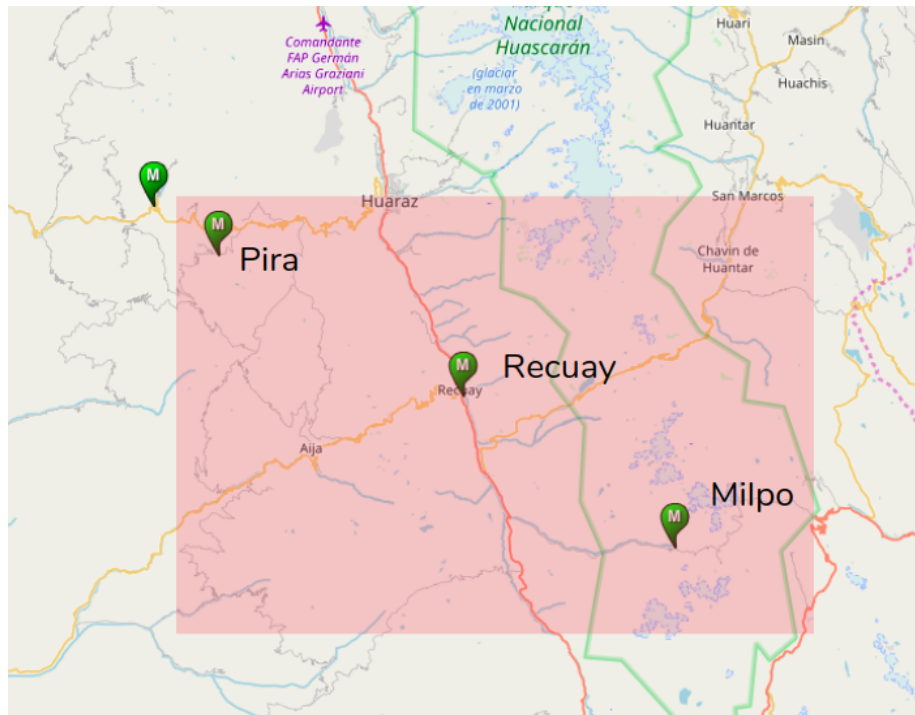 Parque
Nacional
Huascarán
(glaciar
en marzo
de 2001)
Comandante
FAP Germán
Arias Graziani
Airport
Huari
Masin
Huachis
Huantar
San Marcos
Chavin de
Huantar
M
Huaraz
M
Pira
M
Recuay
Recuay
Aija
M
Milpo